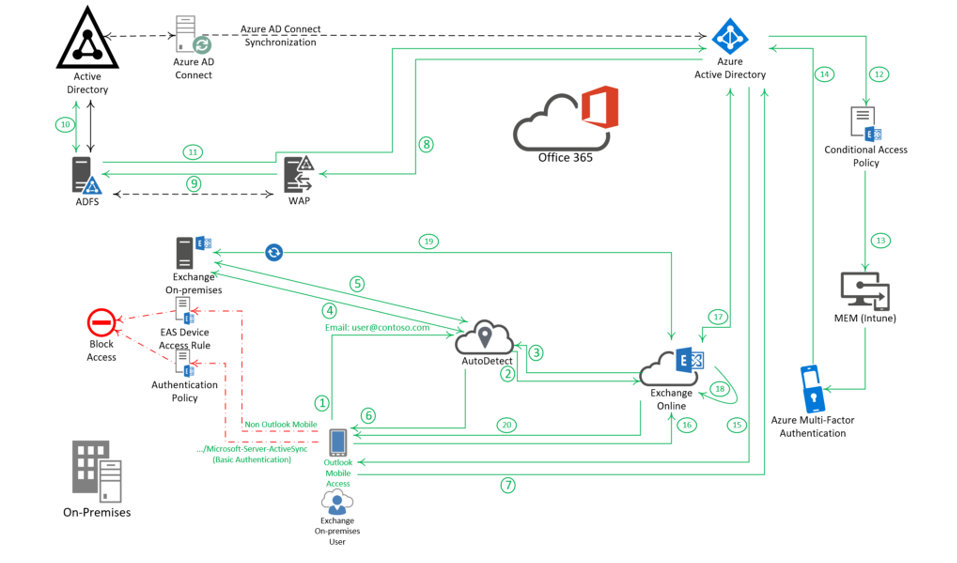 Azure AD Connect
Synchronization
Azure AD
Connect
Active
Directory
Azure
Active Directory
14
12
10
11
8
9
Office 365
Conditional Access
Policy
ADFS
WAP
13
19
Exchange
On-premises
5
4
Email: user@contoso.com
EAS Device
Access Rule
Block
Access
Authentication
Policy
AutoDetect
3
2
17
MEM (Intune)
Exchange
Online
18
1
6
20
16
15
Azure Multi-Factor
Authentication
Non Outlook Mobile
.../Microsoft-Server-ActiveSync
(Basic Authentication)
Outlook
Mobile
Access
7
On-Premises
Exchange
On-premises
User